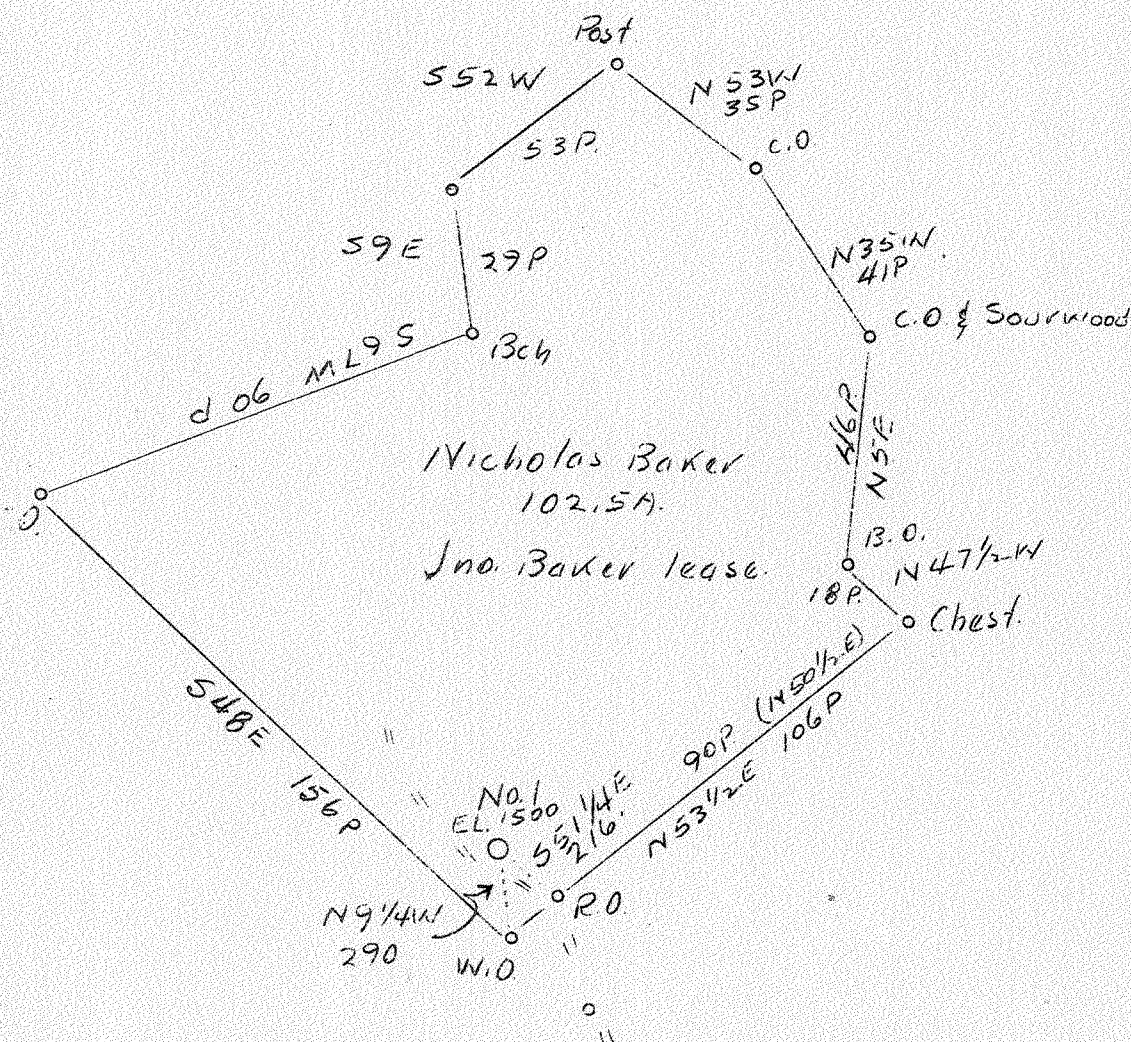 Post
S52W
53P.
N53W
35P
C.O
S9E
29P
N35W.
41P
C.O & Sourwood
S67W 90P
Bch
Nicholas Baker
102.5A.
Jno. Baker lease.
46P.
N5E
B.O.
N47½W
18P.
Chest.
O.
S48E
156P
90P (N50½E)
N53½E 106P
No.1
EL. 1500
S51¼E
216.
N9¼W
290
R.O.
W.O